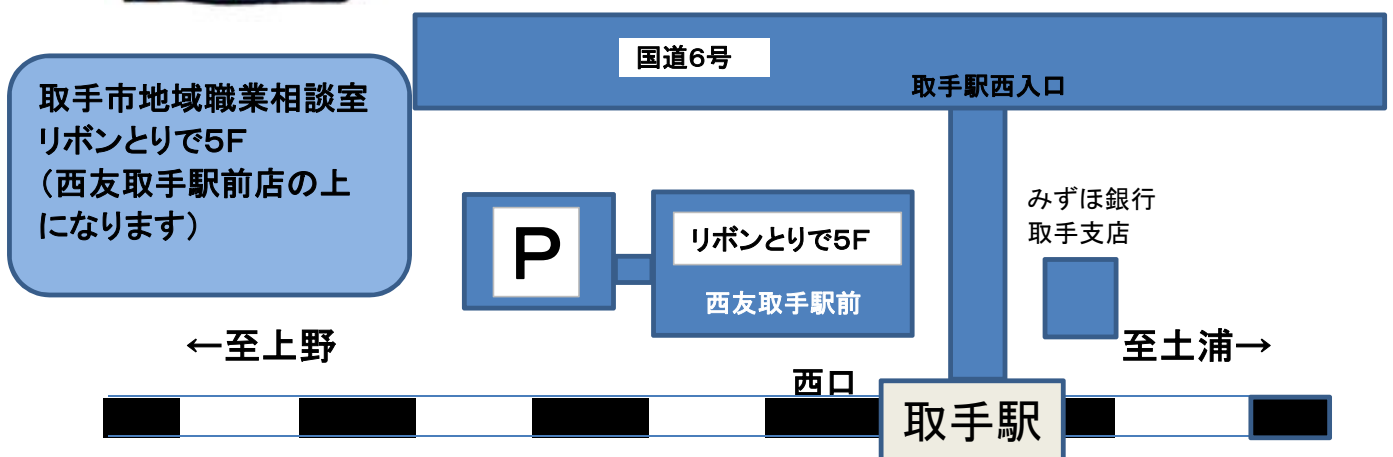 国道6号
取手駅西入口
取手市地域職業相談室
リボンとりで5F
（西友取手駅前店の上
になります）
みずほ銀行
取手支店
P
リボンとりで5F
西友取手駅前
←至上野
至土浦→
西口
取手駅